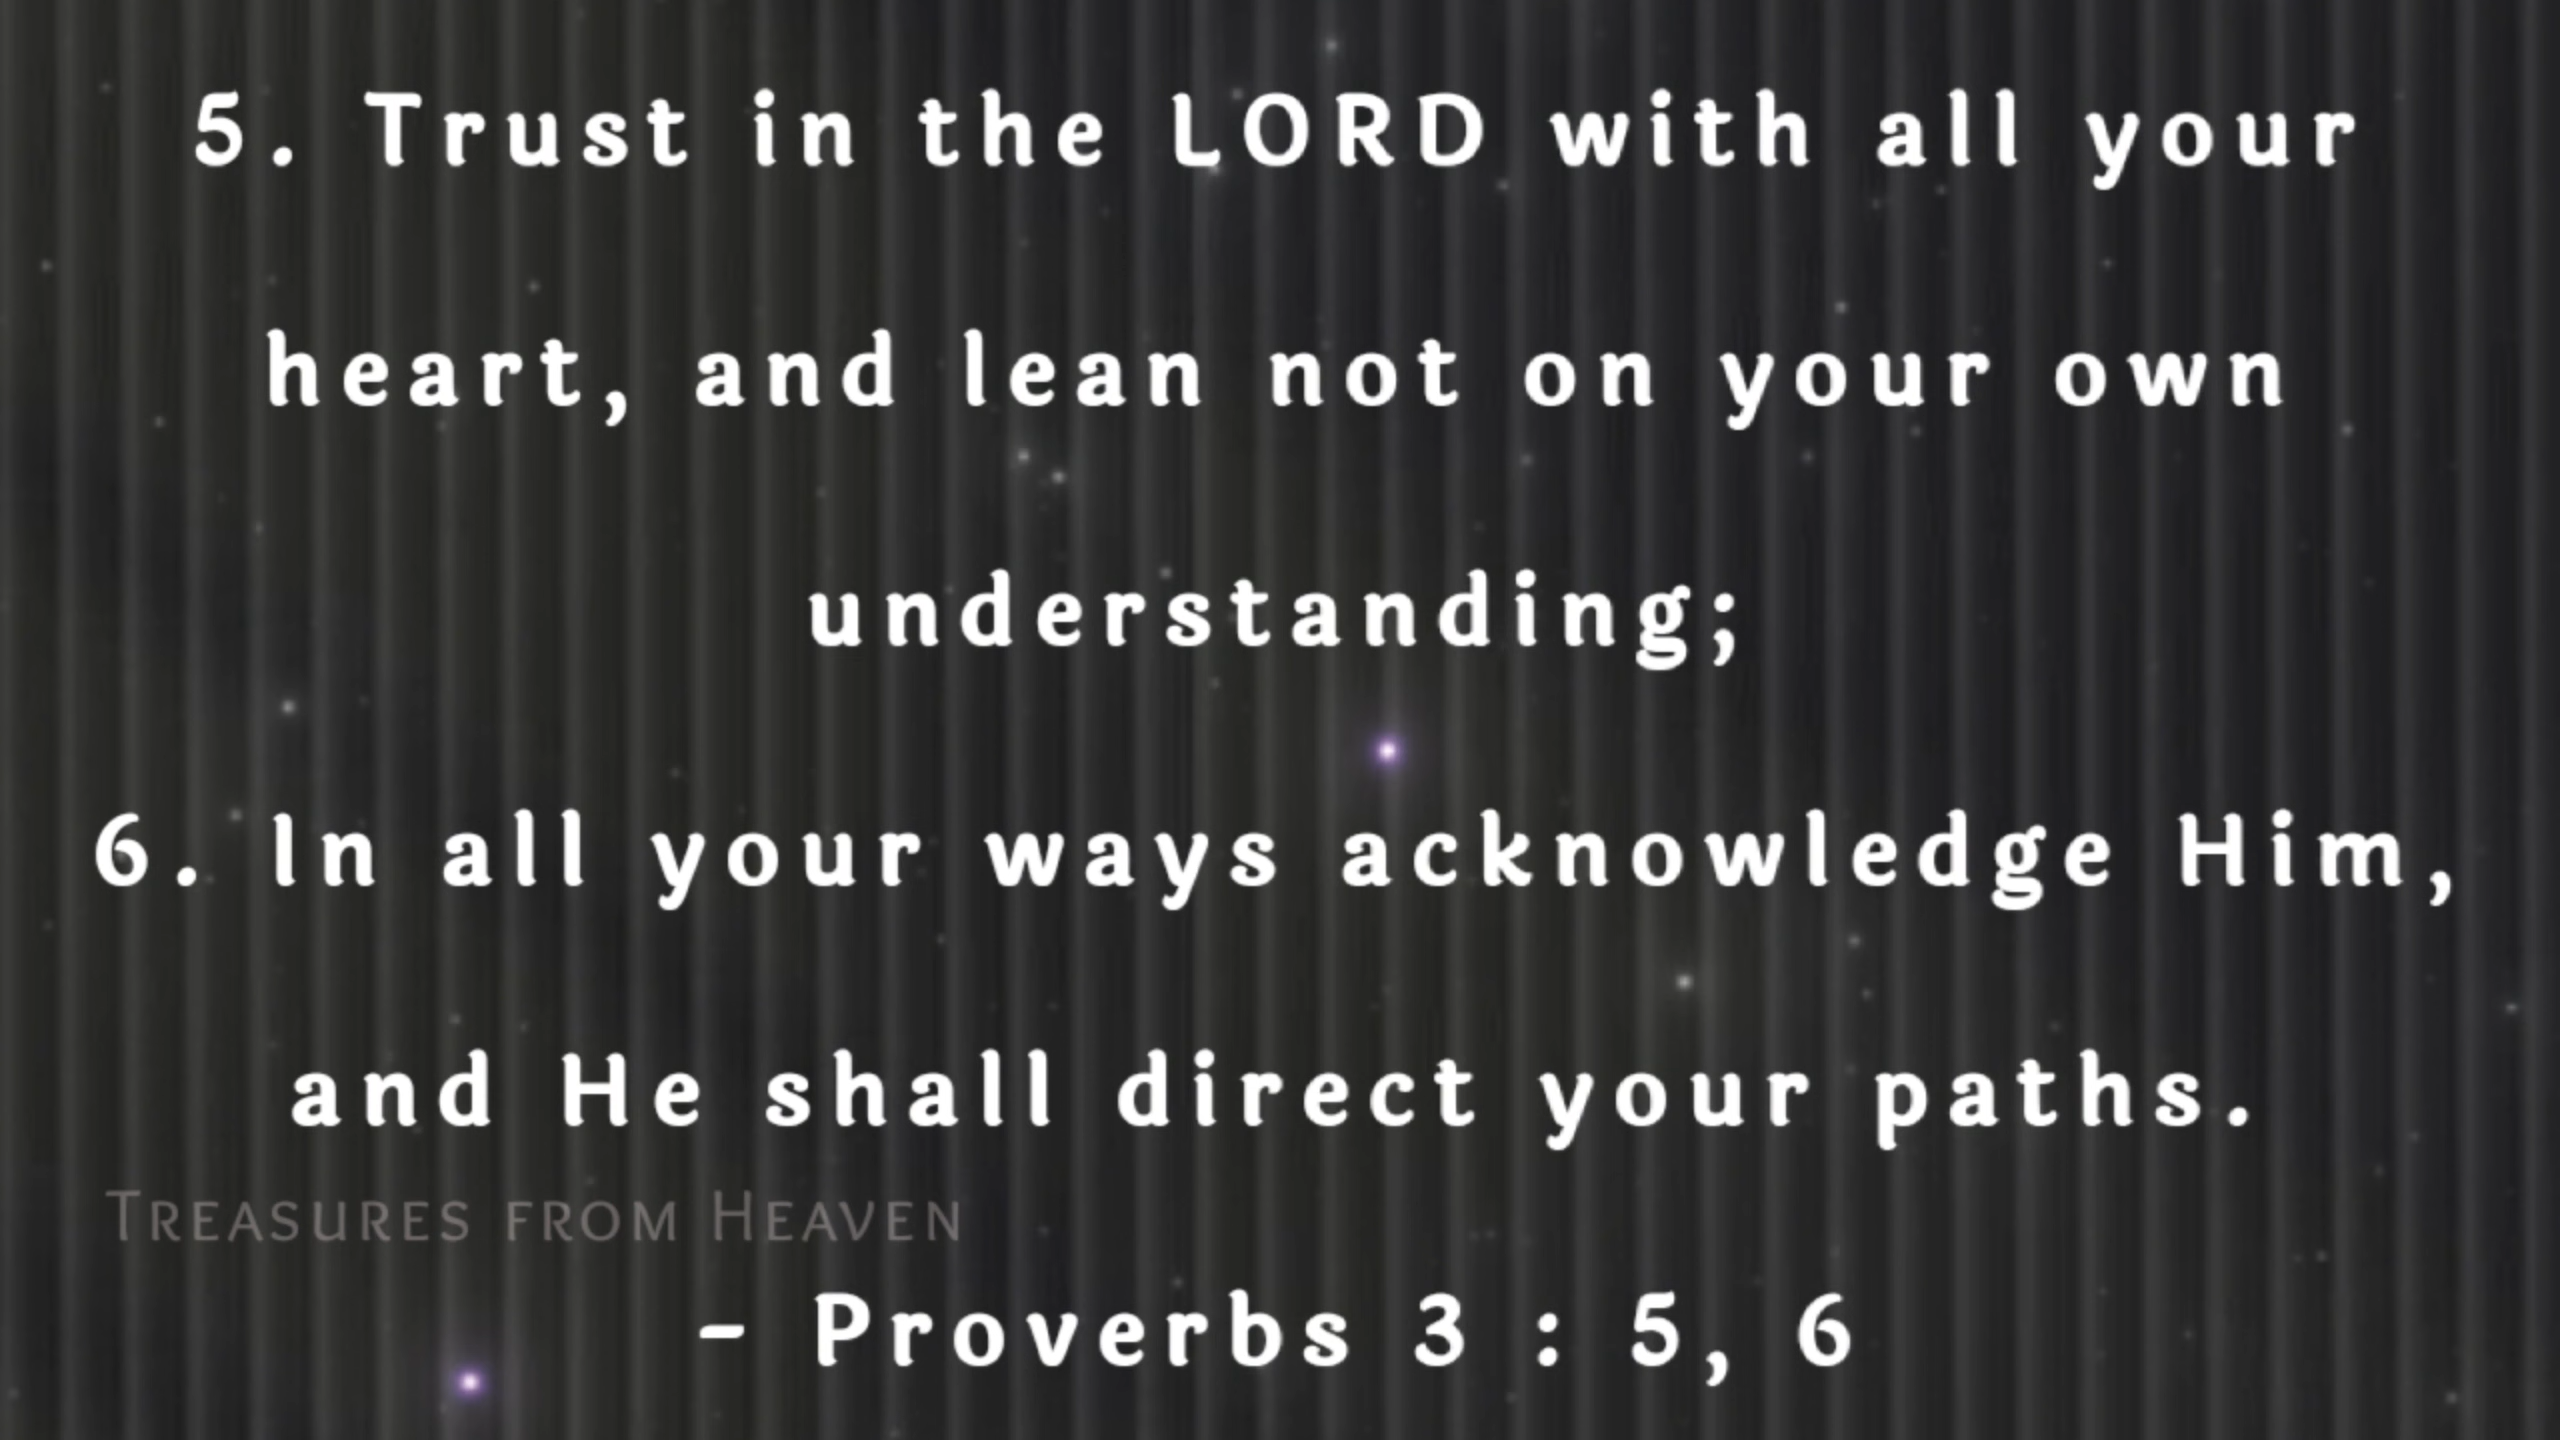 5. Trust in the LORD with all your
heart, and lean not on your own
understanding;
6. In all your ways acknowledge Him,
and He shall direct your paths.
Treasures from Heaven
- Proverbs 3 : 5, 6